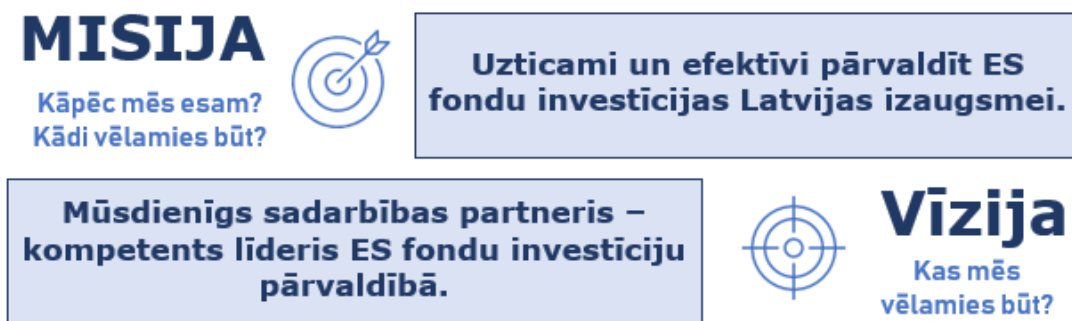 MISIJA
Kāpēc mēs esam?
Kādi vēlamies būt?
Uzticami un efektīvi pārvaldīt ES
fondu investīcijas Latvijas izaugsmei.
Mūsdienīgs sadarbības partneris –
kompetents līderis ES fondu investīciju
pārvaldībā.
Vīzija
Kas mēs
vēlamies būt?